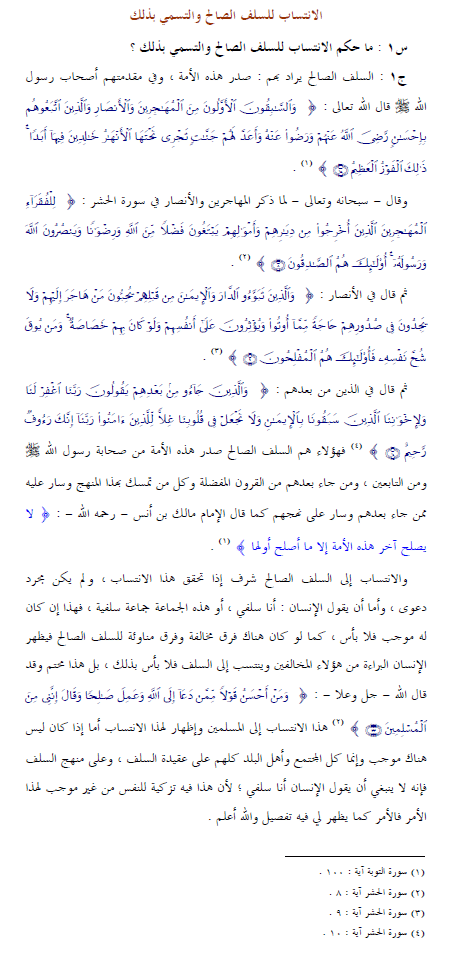 الانتساب للسلف الصالح والتسمي بذلك
س١ : ما حكم الانتساب للسلف الصالح والتسمي بذلك ؟
ج١ : السلف الصالح يراد بهم : صدر هذه الأمة ، وفي مقدمتهم أصحاب رسول
الله ﷺ قال الله تعالى : ﴿ وَالسَّابِقُونَ الْأَوَّلُونَ مِنَ الْمُهَاجِرِينَ وَالْأَنصَارِ وَالَّذِينَ اتَّبَعُوهُم
بِإِحْسَانٍ رَّضِيَ اللَّهُ عَنْهُمْ وَرَضُوا عَنْهُ وَأَعَدَّ لَهُمْ جَنَّاتٍ تَجْرِي تَحْتَهَا الْأَنْهَارُ خَالِدِينَ فِيهَا أَبَدًا ۚ
ذَٰلِكَ الْفَوْزُ الْعَظِيمُ ﴾ (١) .
وقال – سبحانه وتعالى – لما ذكر المهاجرين والأنصار في سورة الحشر : ﴿ لِلْفُقَرَاءِ
الْمُهَاجِرِينَ الَّذِينَ أُخْرِجُوا مِن دِيَارِهِمْ وَأَمْوَالِهِمْ يَبْتَغُونَ فَضْلًا مِّنَ اللَّهِ وَرِضْوَانًا وَيَنصُرُونَ اللَّهَ
وَرَسُولَهُ ۚ أُولَٰئِكَ هُمُ الصَّادِقُونَ ﴾ (٢) .
ثم قال في الأنصار : ﴿ وَالَّذِينَ تَبَوَّءُو الدَّارَ وَالْإِيمَانَ مِن قَبْلِهِمْ يُحِبُّونَ مَنْ هَاجَرَ إِلَيْهِمْ وَلَا
يَجِدُونَ فِي صُدُورِهِمْ حَاجَةً مِّمَّا أُوتُوا وَيُؤْثِرُونَ عَلَىٰ أَنفُسِهِمْ وَلَوْ كَانَ بِهِمْ خَصَاصَةٌ ۚ وَمَن يُوقَ
شُحَّ نَفْسِهِ فَأُولَٰئِكَ هُمُ الْمُفْلِحُونَ ﴾ (٣) .
ثم قال في الذين من بعدهم : ﴿ وَالَّذِينَ جَاءُو مِن بَعْدِهِمْ يَقُولُونَ رَبَّنَا اغْفِرْ لَنَا
وَلِإِخْوَانِنَا الَّذِينَ سَبَقُونَا بِالْإِيمَانِ وَلَا تَجْعَلْ فِي قُلُوبِنَا غِلًّا لِّلَّذِينَ ءَامَنُوا رَبَّنَا إِنَّكَ رَءُوفٌ
رَّحِيمٌ ﴾ (٤) فهؤلاء هم السلف الصالح صدر هذه الأمة من صحابة رسول الله ﷺ
ومن التابعين ، ومن جاء بعدهم من القرون المفضلة وكل من تمسك بهذا المنهج وسار عليه
ممن جاء بعدهم وسار على نهجهم كما قال الإمام مالك بن أنس – رحمه الله – : ﴿ لا
يصلح آخر هذه الأمة إلا ما أصلح أولها ﴾ (١) .
والانتساب إلى السلف الصالح شرف إذا تحقق هذا الانتساب ، ولم يكن مجرد
دعوى ، وأما أن يقول الإنسان : أنا سلفي ، أو هذه الجماعة جماعة سلفية ، فهذا إن كان
له موجب فلا بأس ، كما لو كان هناك فرق مخالفة وفرق مناوئة للسلف الصالح فيظهر
الإنسان البراءة من هؤلاء المخالفين وينتسب إلى السلف فلا بأس بذلك ، بل هذا محتم وقد
قال الله – جل وعلا – : ﴿ وَمَنْ أَحْسَنُ قَوْلًا مِّمَّن دَعَا إِلَى اللَّهِ وَعَمِلَ صَالِحًا وَقَالَ إِنَّنِي مِنَ
الْمُسْلِمِينَ ﴾ (٢) هذا الانتساب إلى المسلمين وإظهار لهذا الانتساب أما إذا كان ليس
هناك موجب وإنما كل المجتمع وأهل البلد كلهم على عقيدة السلف ، وعلى منهج السلف
فإنه لا ينبغي أن يقول الإنسان أنا سلفي ؛ لأن هذا فيه تزكية للنفس من غير موجب لهذا
الأمر فالأمر كما يظهر لي فيه تفصيل والله أعلم .
(١) سورة التوبة آية : ١٠٠ .
(٢) سورة الحشر آية : ٨ .
(٣) سورة الحشر آية : ٩ .
(٤) سورة الحشر آية : ١٠ .